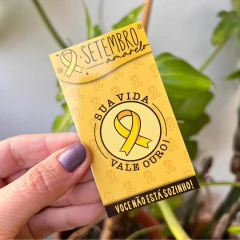 SETEMBRO
amarelo
SUA VIDA
VALE OURO!
VOCÊ NÃO ESTÁ SOZINHO!